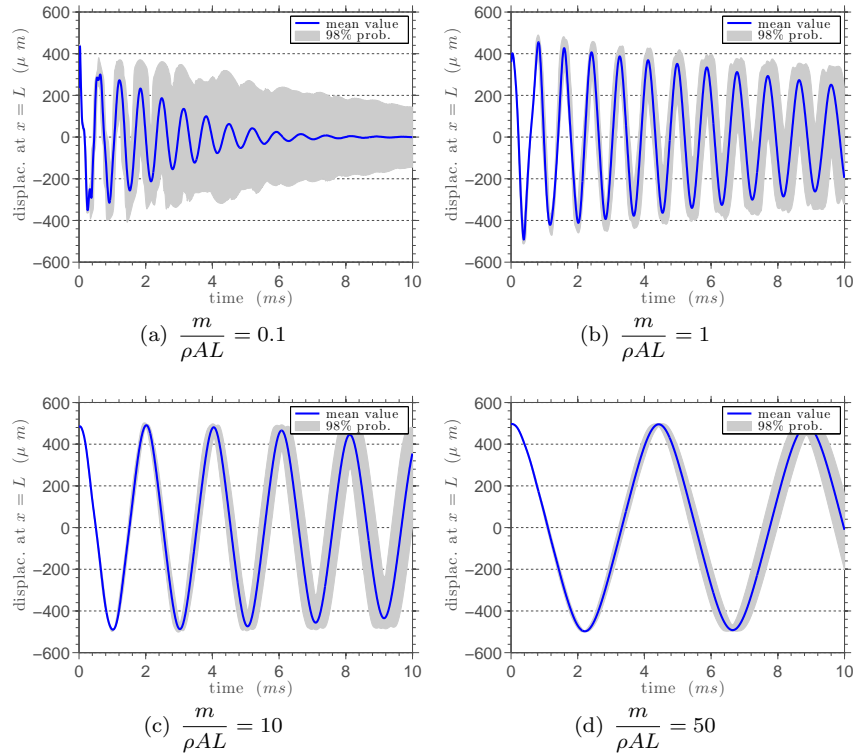 600
400
200
0
−200
−400
−600
displac. at x = L (μ m)
mean value
98% prob.
0 2 4 6 8 10
time (ms)
(a) m/ρAL = 0.1
600
400
200
0
−200
−400
−600
displac. at x = L (μ m)
mean value
98% prob.
0 2 4 6 8 10
time (ms)
(b) m/ρAL = 1
600
400
200
0
−200
−400
−600
displac. at x = L (μ m)
mean value
98% prob.
0 2 4 6 8 10
time (ms)
(c) m/ρAL = 10
600
400
200
0
−200
−400
−600
displac. at x = L (μ m)
mean value
98% prob.
0 2 4 6 8 10
time (ms)
(d) m/ρAL = 50